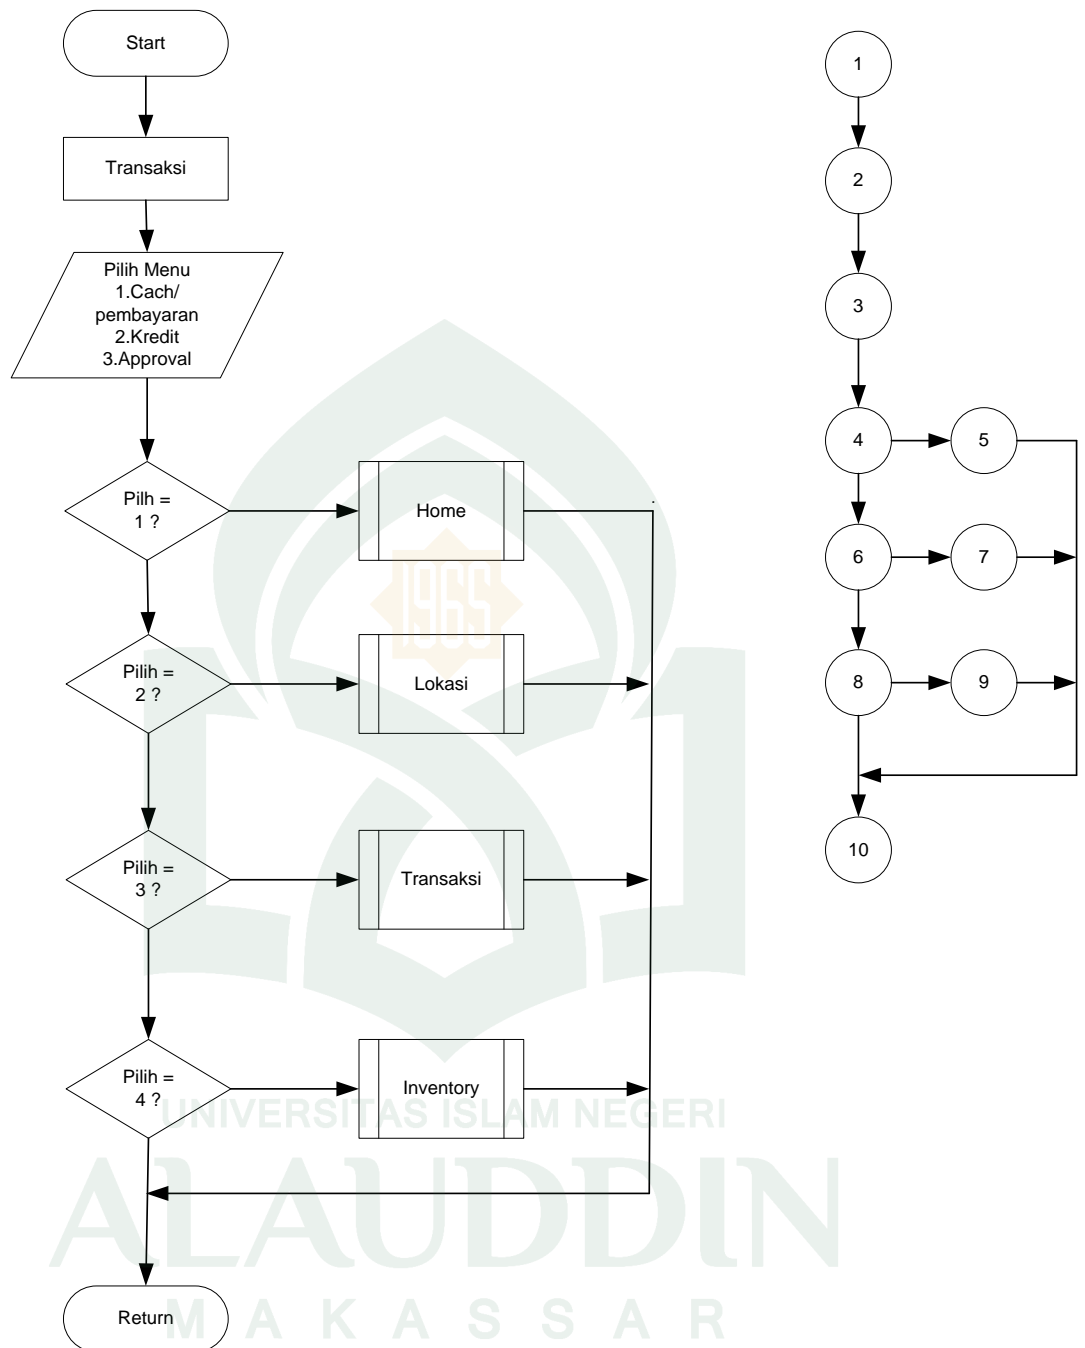 Start
Transaksi
Pilih Menu
1.Cach/
pembayaran
2.Kredit
3.Approval
Pilh =
1 ?
Home
Pilih =
2 ?
Lokasi
Pilih =
3 ?
Transaksi
Pilih =
4 ?
Inventory
Return
1
2
3
4
5
6
7
8
9
10
1965
UNIVERSITAS ISLAM NEGERI
ALAUDDIN
MAKASSAR